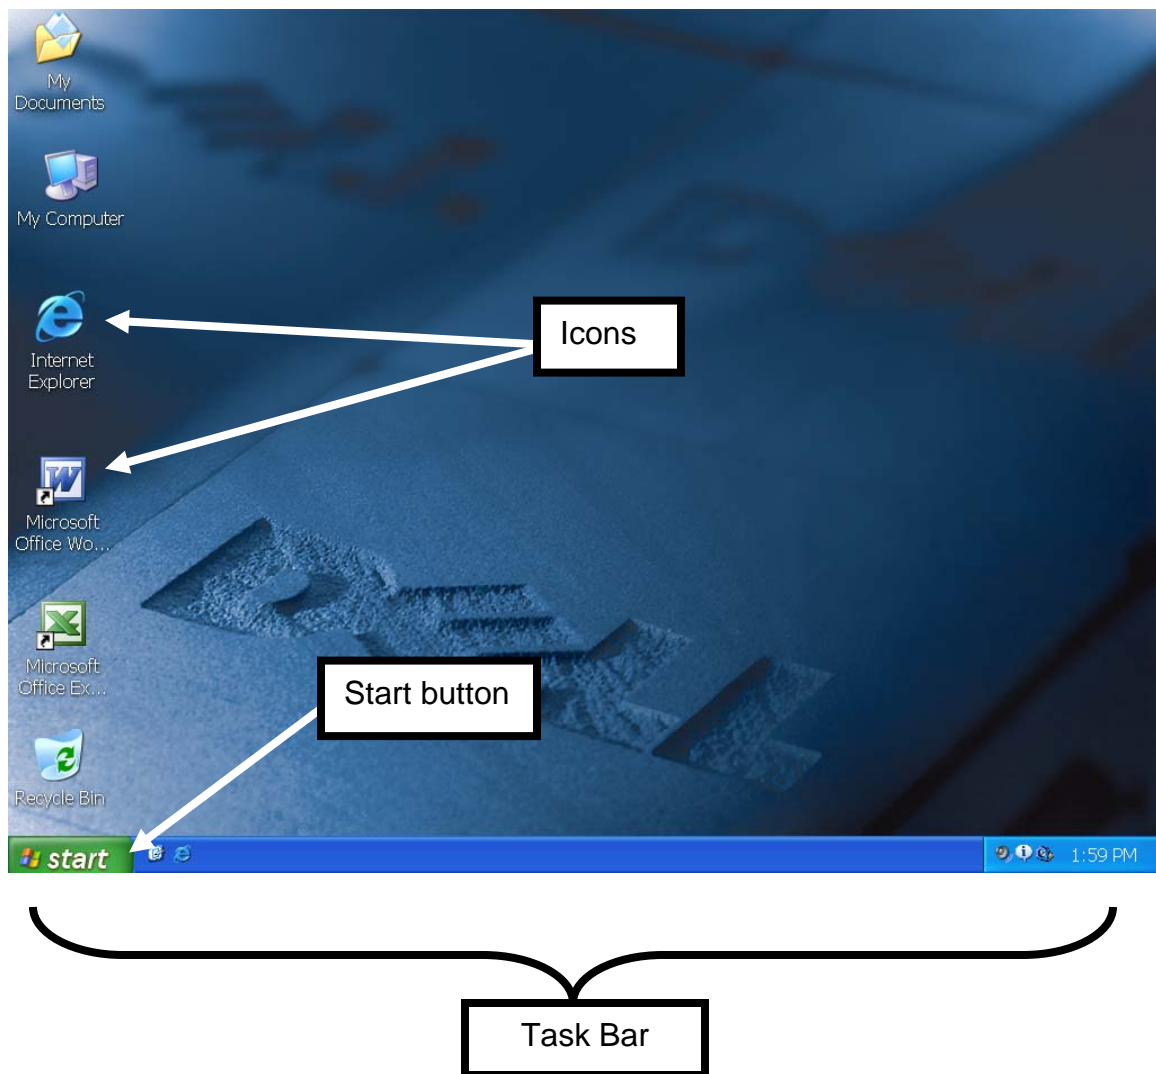 My
Documents
My Computer
Internet
Explorer
Icons
Microsoft
Office Wo...
Microsoft
Office Ex...
Start button
DELL
Recycle Bin
start
1:59 PM
Task Bar